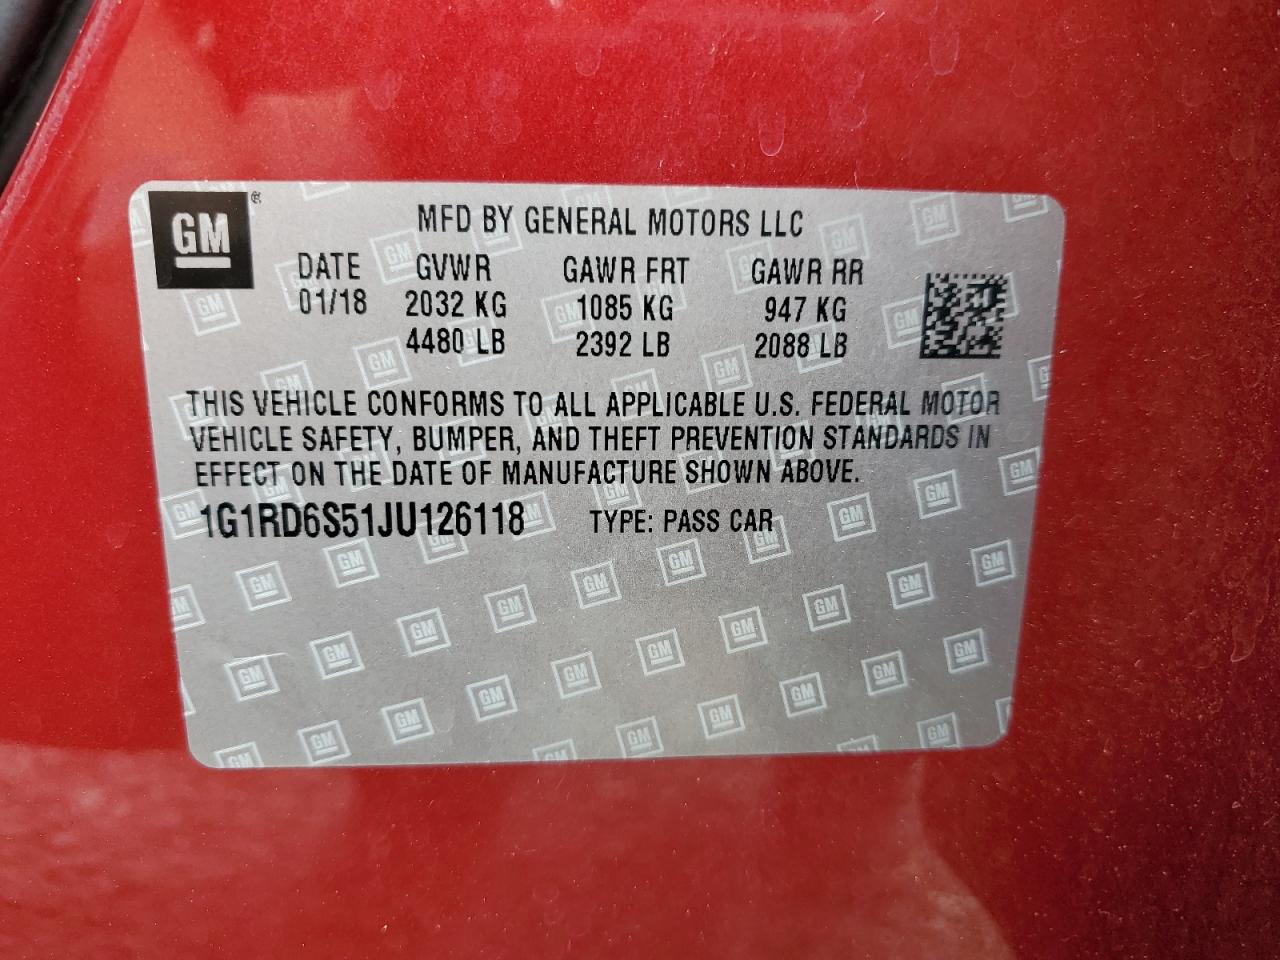 GM®
MFD BY GENERAL MOTORS LLC
DATE GVWR GAWR FRT GAWR RR
01/18 2032 KG 1085 KG 947 KG
4480 LB 2392 LB 2088 LB
THIS VEHICLE CONFORMS TO ALL APPLICABLE U.S. FEDERAL MOTOR
VEHICLE SAFETY, BUMPER, AND THEFT PREVENTION STANDARDS IN
EFFECT ON THE DATE OF MANUFACTURE SHOWN ABOVE.
1G1RD6S51JU126118 TYPE: PASS CAR